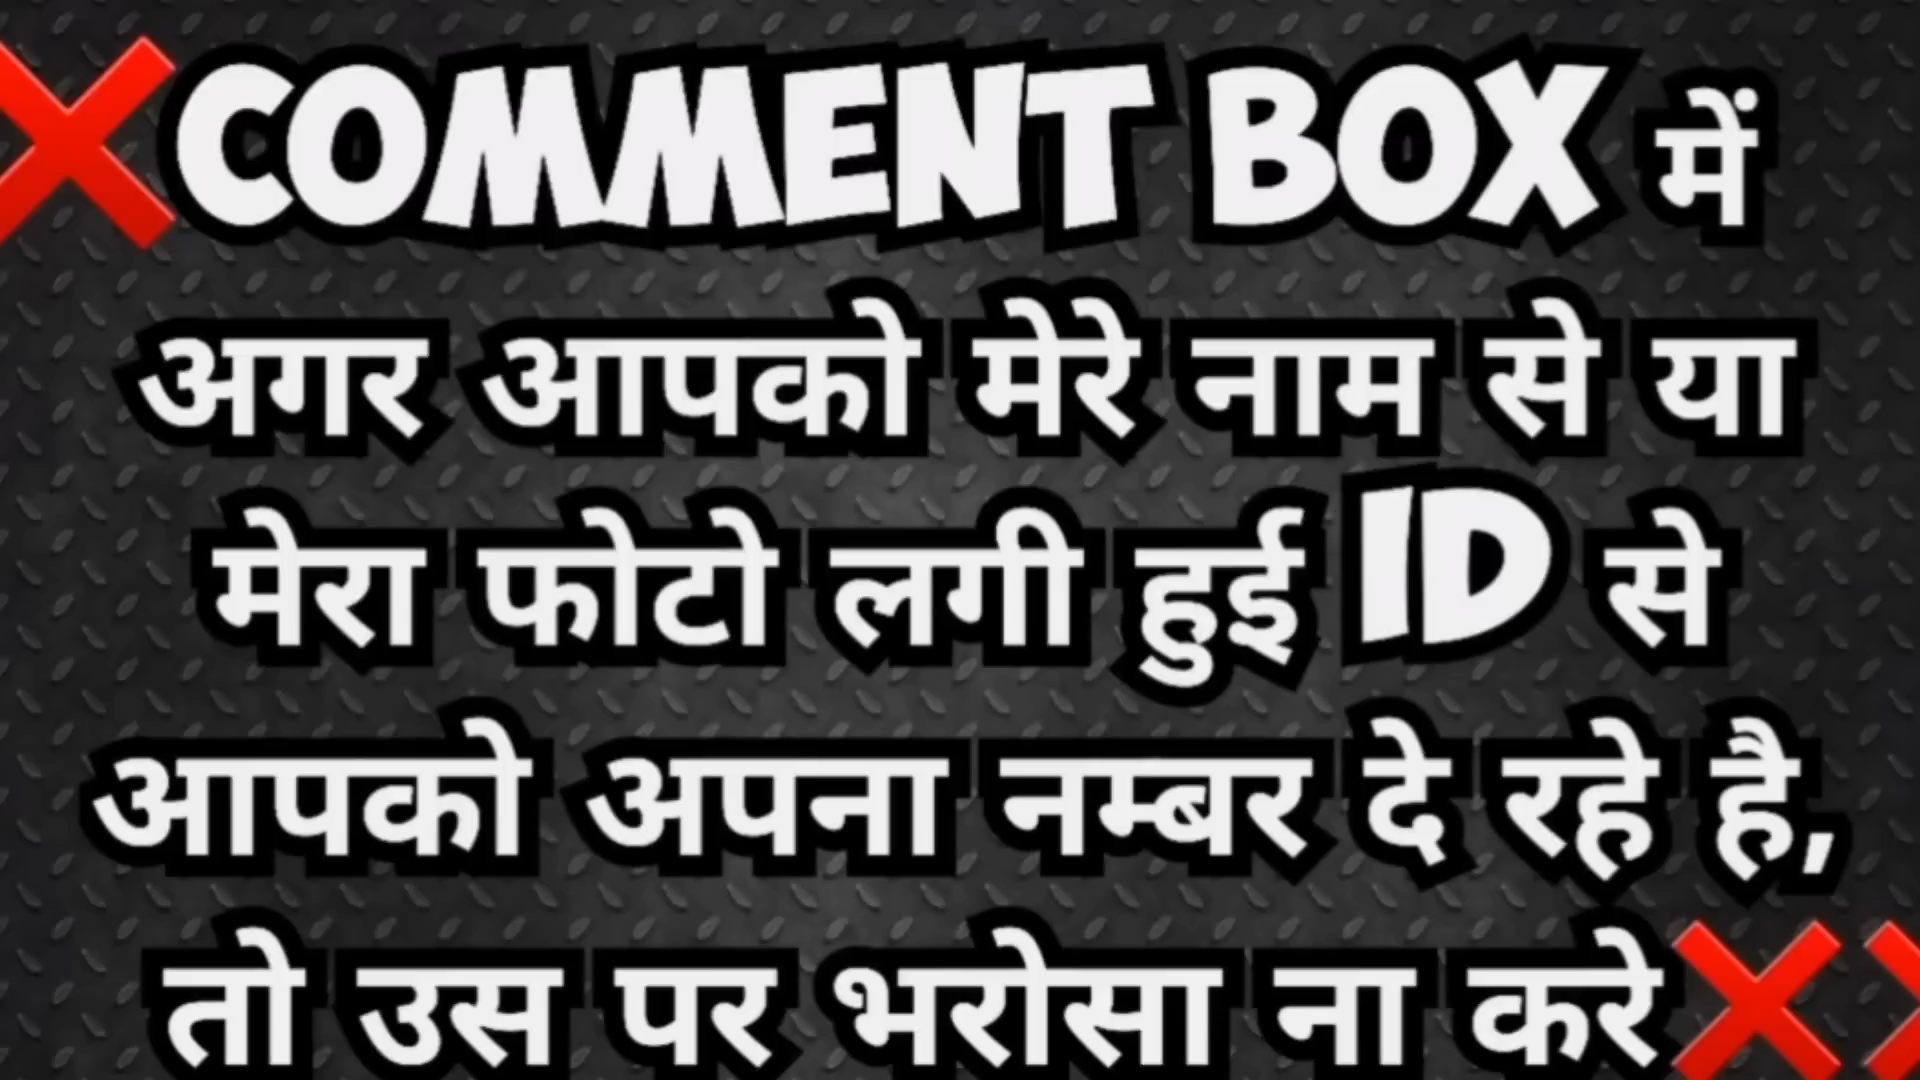 ❌COMMENT BOX में
अगर आपको मेरे नाम से या
मेरा फोटो लगी हुई ID से
आपको अपना नम्बर दे रहे है,
तो उस पर भरोसा ना करे❌❌